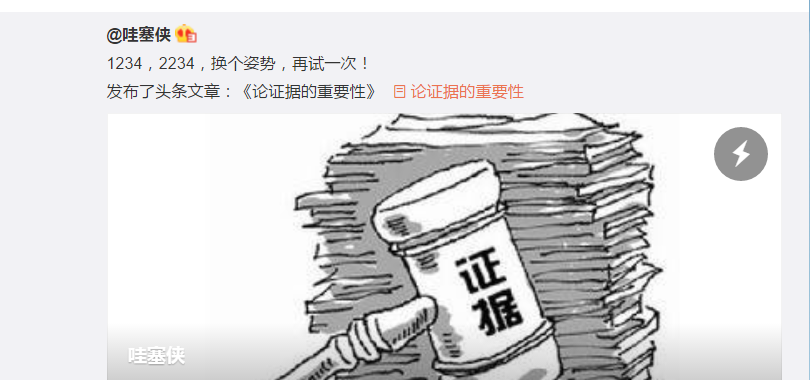 @哇塞侠
1234，2234，换个姿势，再试一次！
发布了头条文章：《论证据的重要性》 论证据的重要性
证
据
哇塞侠